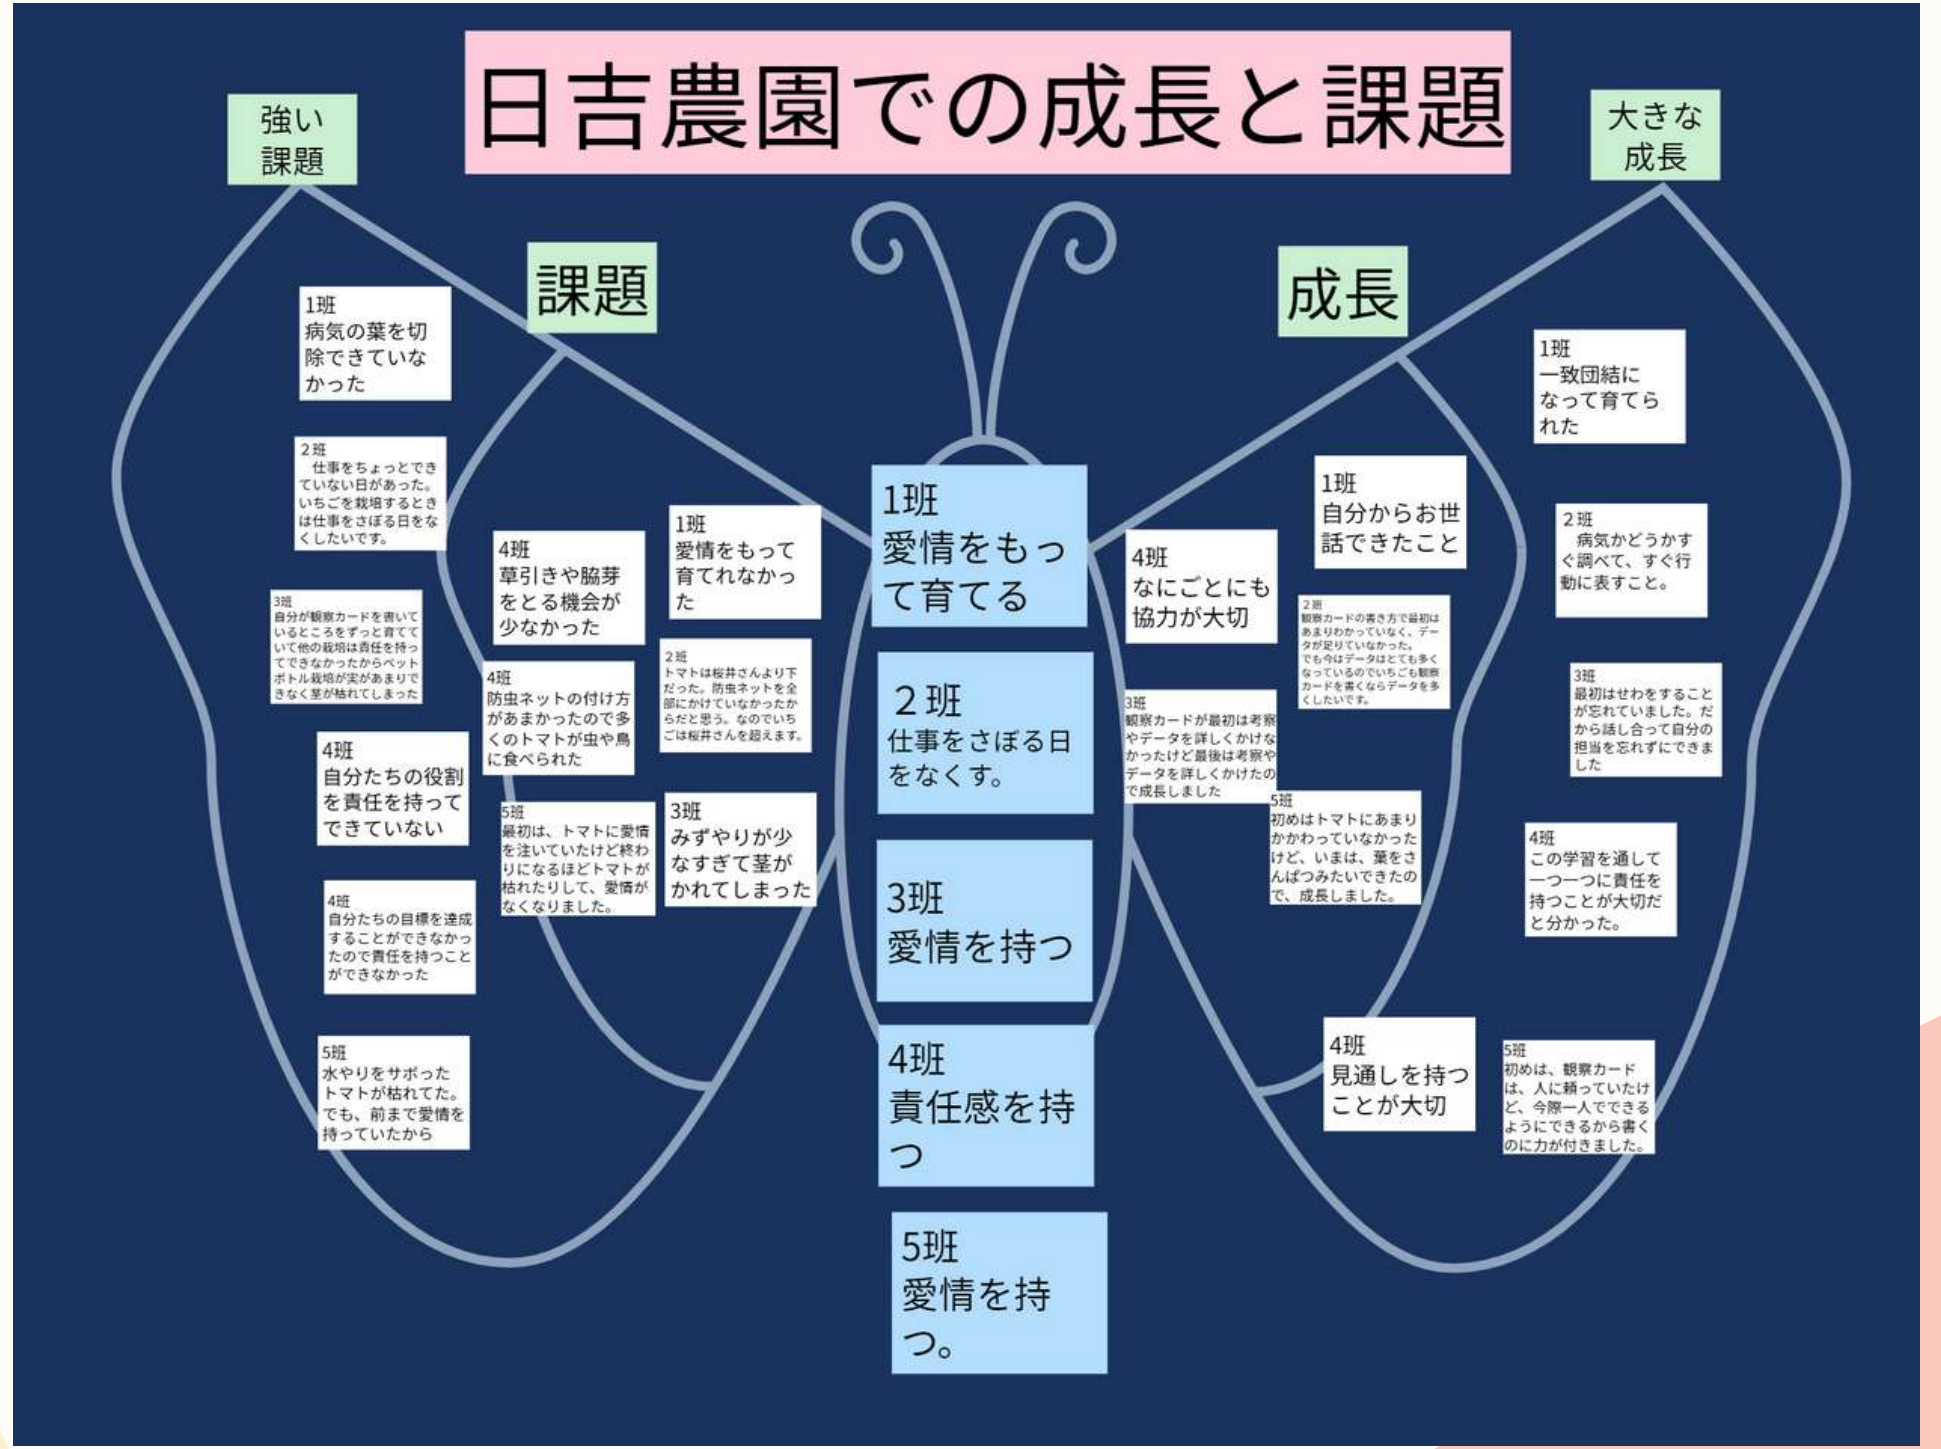 日吉農園での成長と課題
強い
課題
大きな
成長
課題
成長
1班
病気の葉を切
除できていな
かった
２班
　仕事をちょっとでき
ていない日があった。
いちごを栽培するとき
は仕事をさぼる日をな
くしたいです。
3班
自分が観察カードを書いて
いるところをずっと育てて
いて他の栽培は責任を持っ
てできなかったからペット
ボトル栽培が実があまりで
きなく茎が枯れてしまった
4班
自分たちの役割
を責任を持って
できていない
4班
自分たちの目標を達成
することができなかっ
たので責任を持つこと
ができなかった
5班
水やりをサボった
トマトが枯れてた。
でも、前まで愛情を
持っていたから
4班
草引きや脇芽
をとる機会が
少なかった
1班
愛情をもって
育てれなかっ
た
4班
防虫ネットの付け方
があまかったので多
くのトマトが虫や鳥
に食べられた
２班
トマトは桜井さんより下
だった。防虫ネットを全
部にかけていなかったか
らだと思う。なのでいち
ごは桜井さんを超えます。
5班
最初は、トマトに愛情
を注いていたけど終わ
りになるほどトマトが
枯れたりして、愛情が
なくなりました。
3班
みずやりが少
なすぎて茎が
かれてしまった
1班
愛情をもっ
て育てる
２班
仕事をさぼる日
をなくす。
3班
愛情を持つ
4班
責任感を持
つ
5班
愛情を持
つ。
4班
なにごとにも
協力が大切
1班
自分からお世
話できたこと
２班
観察カードの書き方で最初は
あまりわかっていなく、デー
タが足りていなかった。
でも今はデータはとても多く
なっているのでいちごも観察
カードを書くならデータを多
くしたいです。
3班
観察カードが最初は考察
やデータを詳しくかけな
かったけど最後は考察や
データを詳しくかけたの
で成長しました
5班
初めはトマトにあまり
かかわっていなかった
けど、いまは、葉をさ
んぱつみたいできたの
で、成長しました。
4班
見通しを持つ
ことが大切
1班
一致団結に
なって育てら
れた
２班
　病気かどうかす
ぐ調べて、すぐ行
動に表すこと。
3班
最初はせわをすること
が忘れていました。だ
から話し合って自分の
担当を忘れずにできま
した
4班
この学習を通して
一つ一つに責任を
持つことが大切だ
と分かった。
5班
初めは、観察カード
は、人に頼っていたけ
ど、今際一人でできる
ようにできるから書く
のに力が付きました。